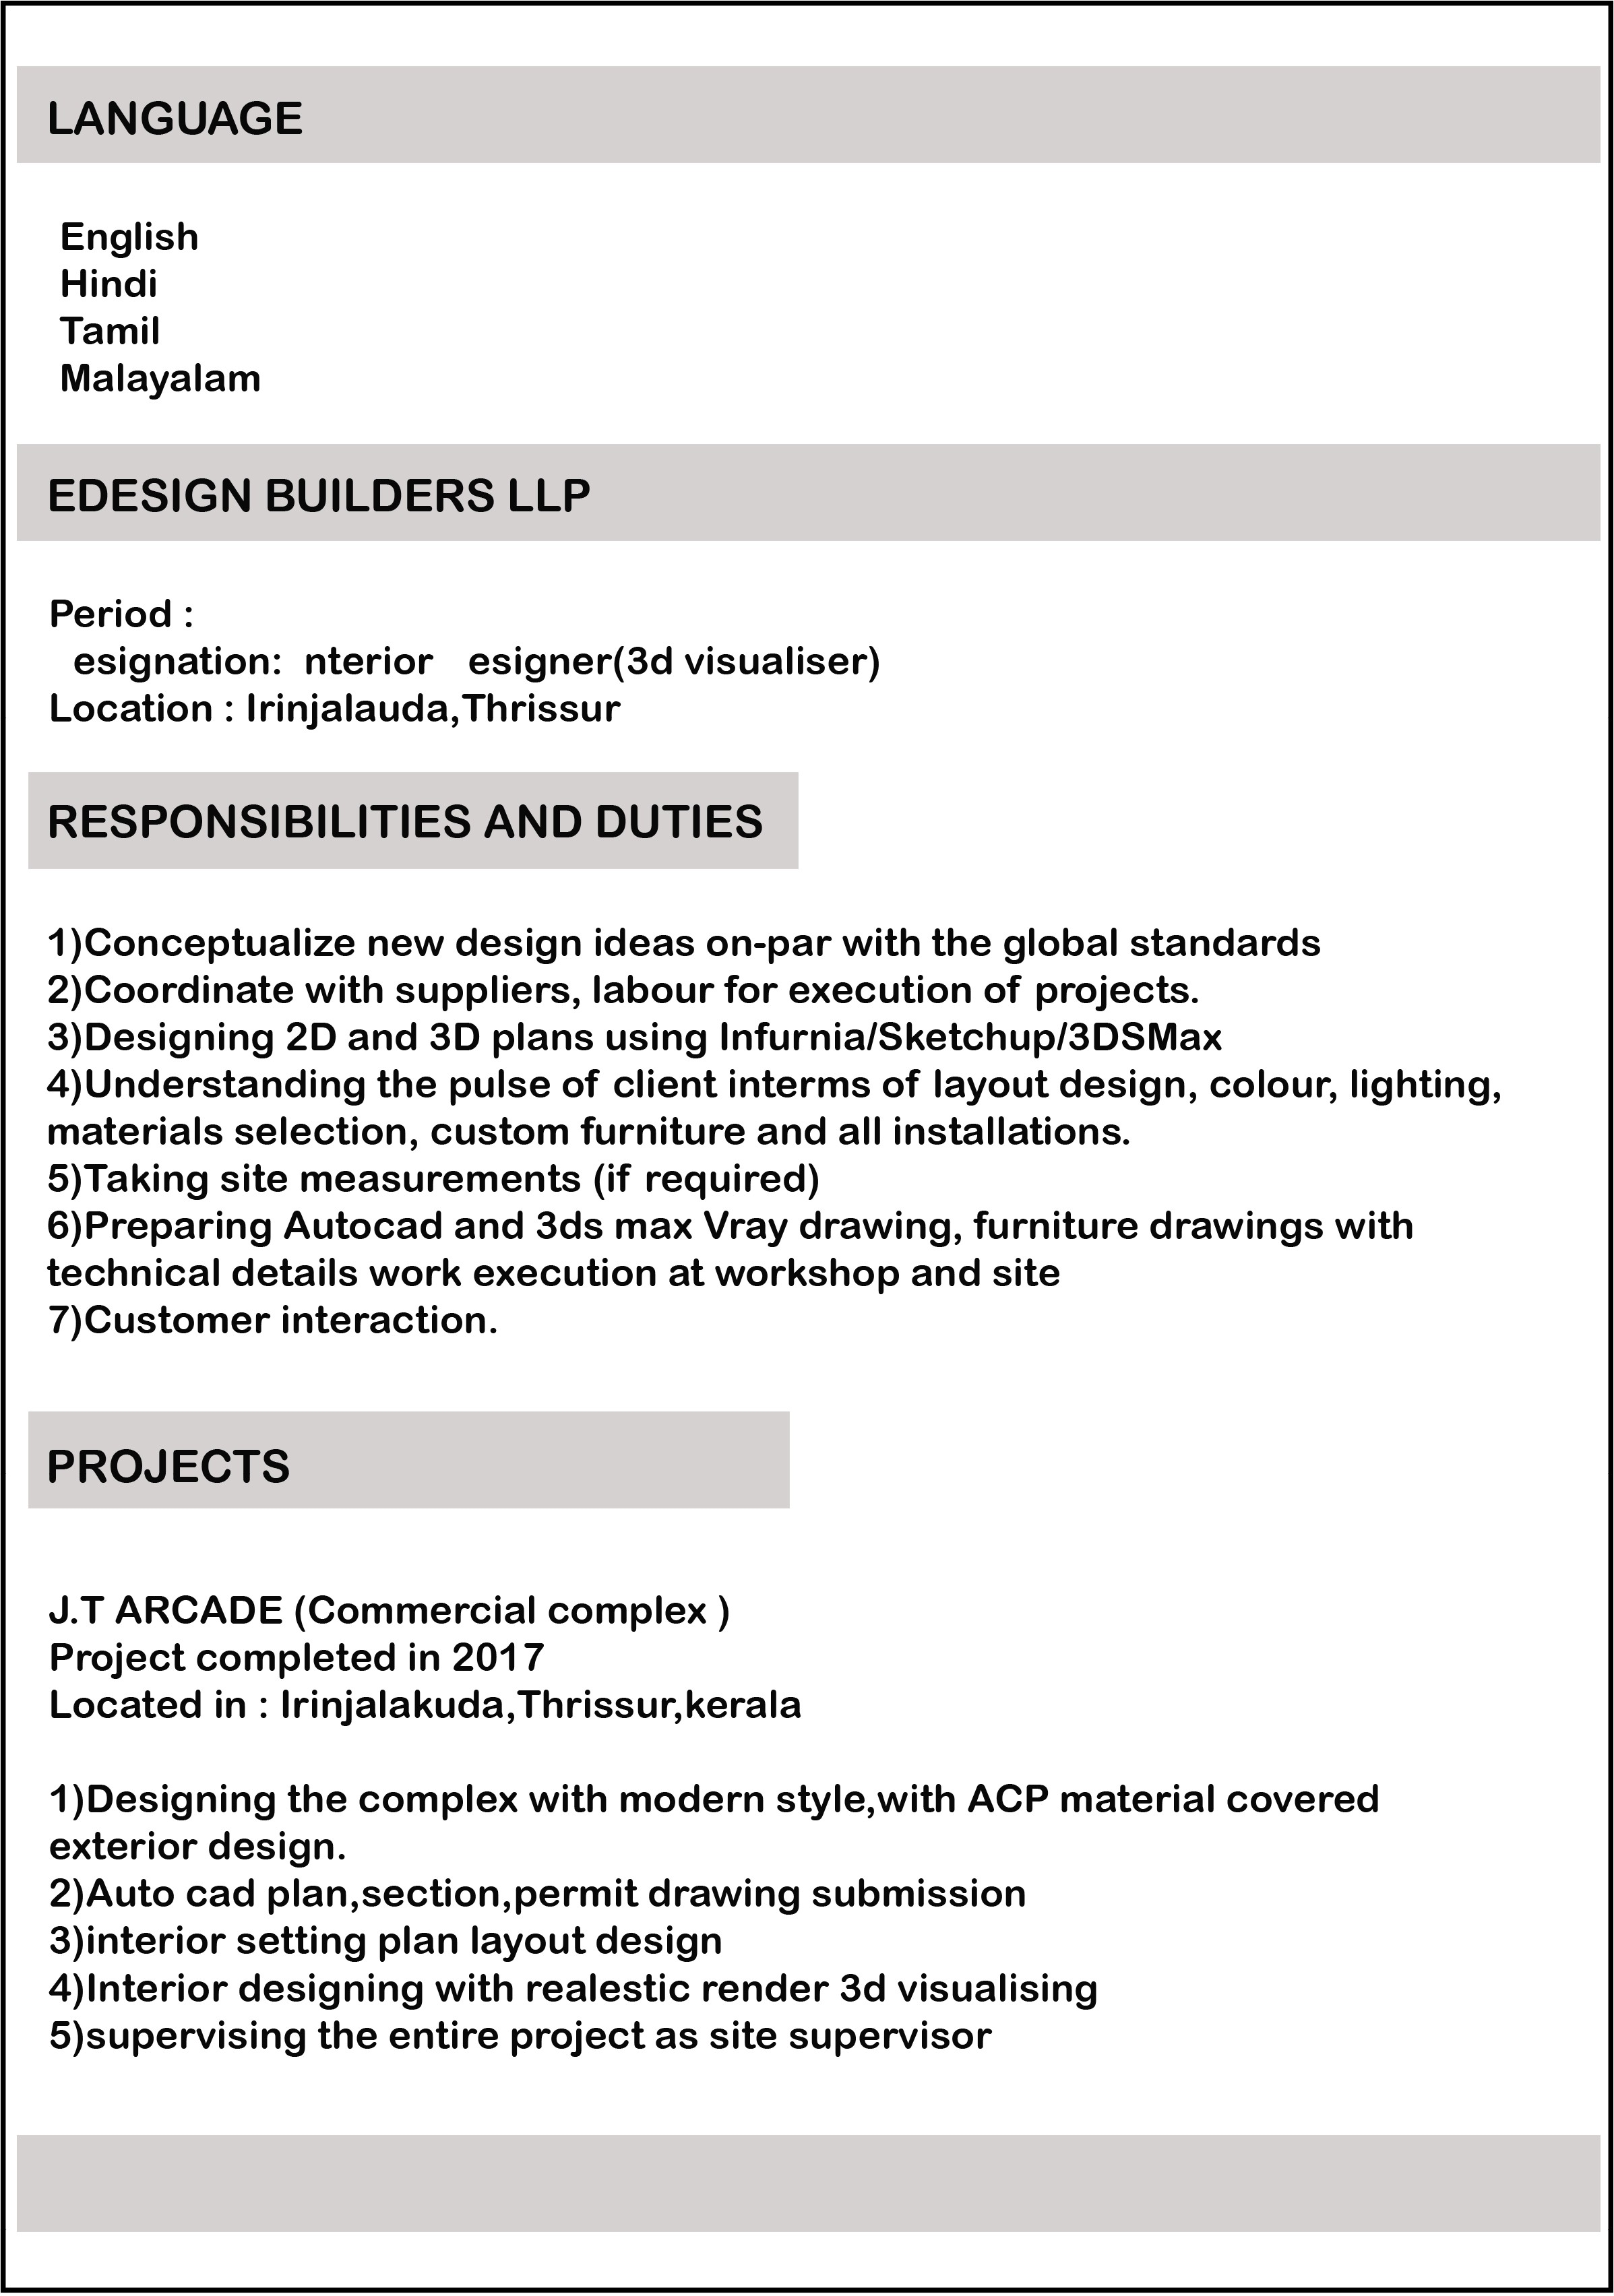 LANGUAGE
English
Hindi
Tamil
Malayalam
EDESIGN BUILDERS LLP
Period :
esignation: nterior esigner(3d visualiser)
Location : Irinjalauda,Thrissur
RESPONSIBILITIES AND DUTIES
1)Conceptualize new design ideas on-par with the global standards
2)Coordinate with suppliers, labour for execution of projects.
3)Designing 2D and 3D plans using Infurnia/Sketchup/3DSMax
4)Understanding the pulse of client interms of layout design, colour, lighting,
materials selection, custom furniture and all installations.
5)Taking site measurements (if required)
6)Preparing Autocad and 3ds max Vray drawing, furniture drawings with
technical details work execution at workshop and site
7)Customer interaction.
PROJECTS
J.T ARCADE (Commercial complex )
Project completed in 2017
Located in : Irinjalakuda,Thrissur,kerala
1)Designing the complex with modern style,with ACP material covered
exterior design.
2)Auto cad plan,section,permit drawing submission
3)interior setting plan layout design
4)Interior designing with realestic render 3d visualising
5)supervising the entire project as site supervisor